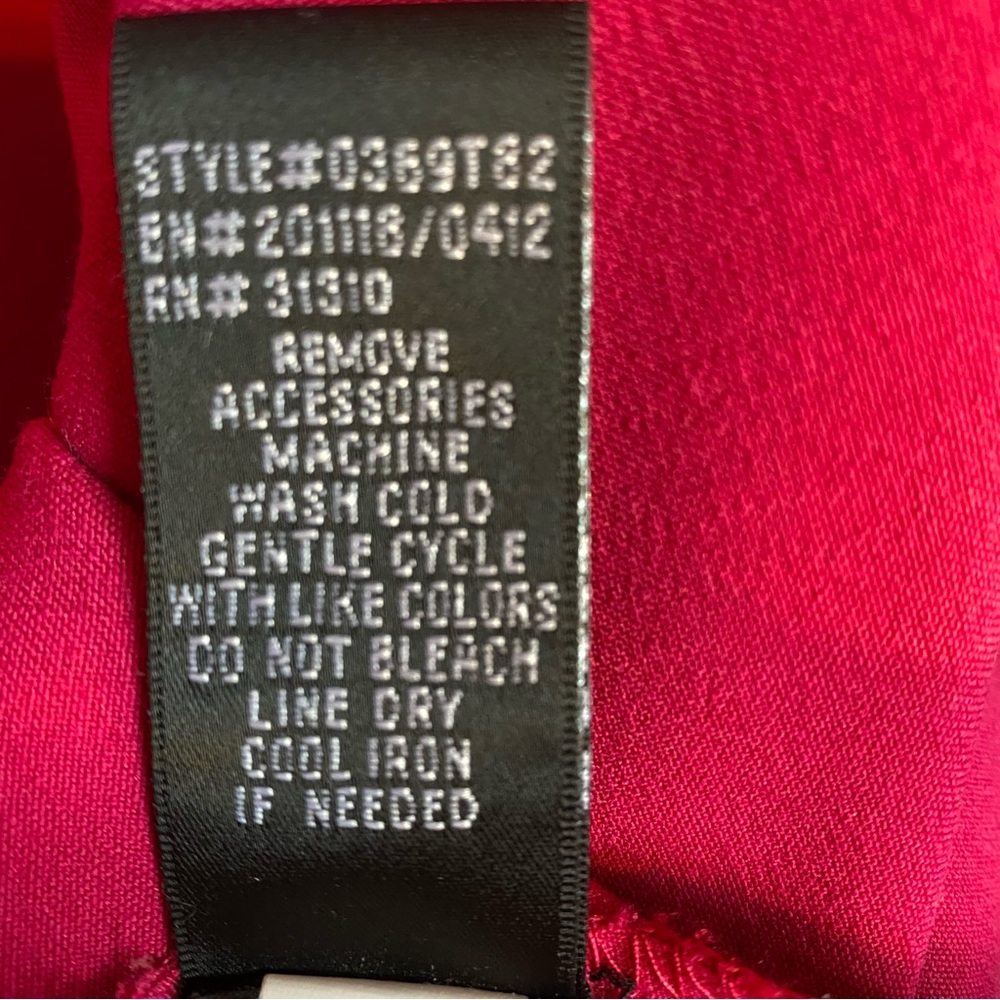 STYLE#0369T82
BN#201118/0412
RN# 31310
REMOVE
ACCESSORIES
MACHINE
WASH COLD
GENTLE CYCLE
WITH LIKE COLORS
DO NOT BLEACH
LINE DRY
COOL IRON
IF NEEDED